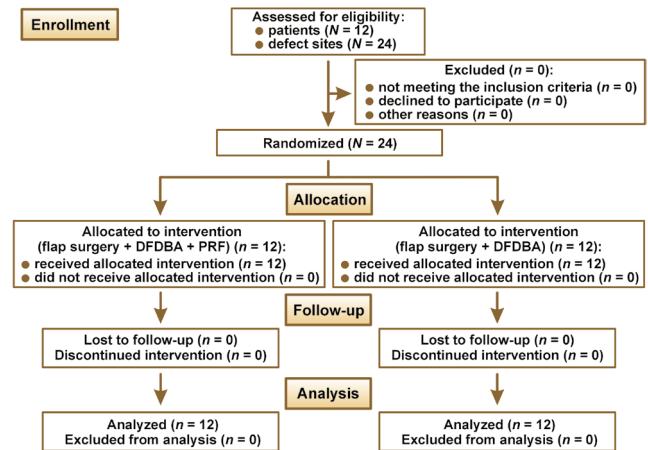 Enrollment
Assessed for eligibility:
● patients (N = 12)
● defect sites (N = 24)
Excluded (n = 0):
● not meeting the inclusion criteria (n = 0)
● declined to participate (n = 0)
● other reasons (n = 0)
Randomized (N = 24)
Allocation
Allocated to intervention
(flap surgery + DFDBA + PRF) (n = 12):
● received allocated intervention (n = 12)
● did not receive allocated intervention (n = 0)
Allocated to intervention
(flap surgery + DFDBA) (n = 12):
● received allocated intervention (n = 12)
● did not receive allocated intervention (n = 0)
Follow-up
Lost to follow-up (n = 0)
Discontinued intervention (n = 0)
Lost to follow-up (n = 0)
Discontinued intervention (n = 0)
Analysis
Analyzed (n = 12)
Excluded from analysis (n = 0)
Analyzed (n = 12)
Excluded from analysis (n = 0)